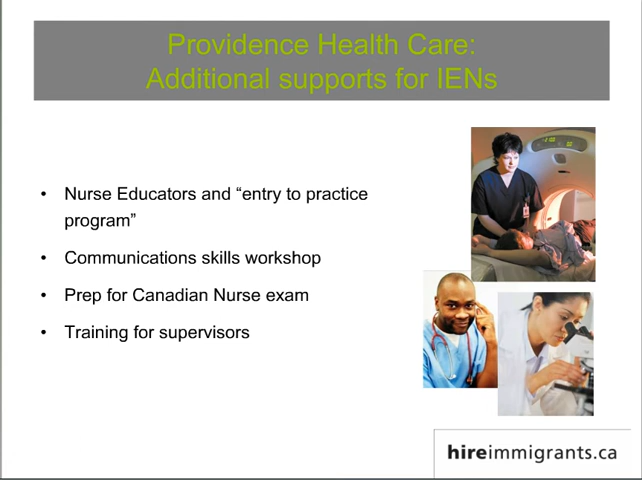 Providence Health Care:
Additional supports for IENs
• Nurse Educators and “entry to practice
program”
• Communications skills workshop
• Prep for Canadian Nurse exam
• Training for supervisors
hireimmigrants.ca